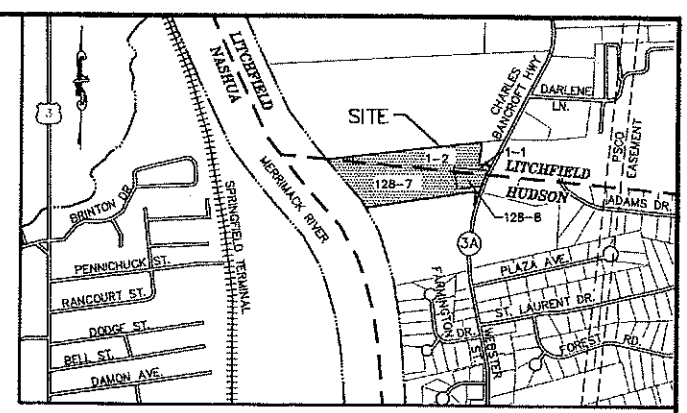 3
LITCHFIELD
NASHUA
MERRIMACK RIVER
SITE
CHARLES
BANCROFT HWY
DARLENE
LN.
PSCO
EASEMENT
1-1
1-2
LITCHFIELD
HUDSON
128-7
128-8
ADAMS DR.
3A
BRINTON DR.
SPRINGFIELD TERMINAL
PENNICHUCK ST.
RANCOURT ST.
DODGE ST.
BELL ST.
DAMON AVE.
PLAZA AVE.
FARMINGTON
DR.
ST. LAURENT DR.
WEBSTER
ST.
FOREST RD.